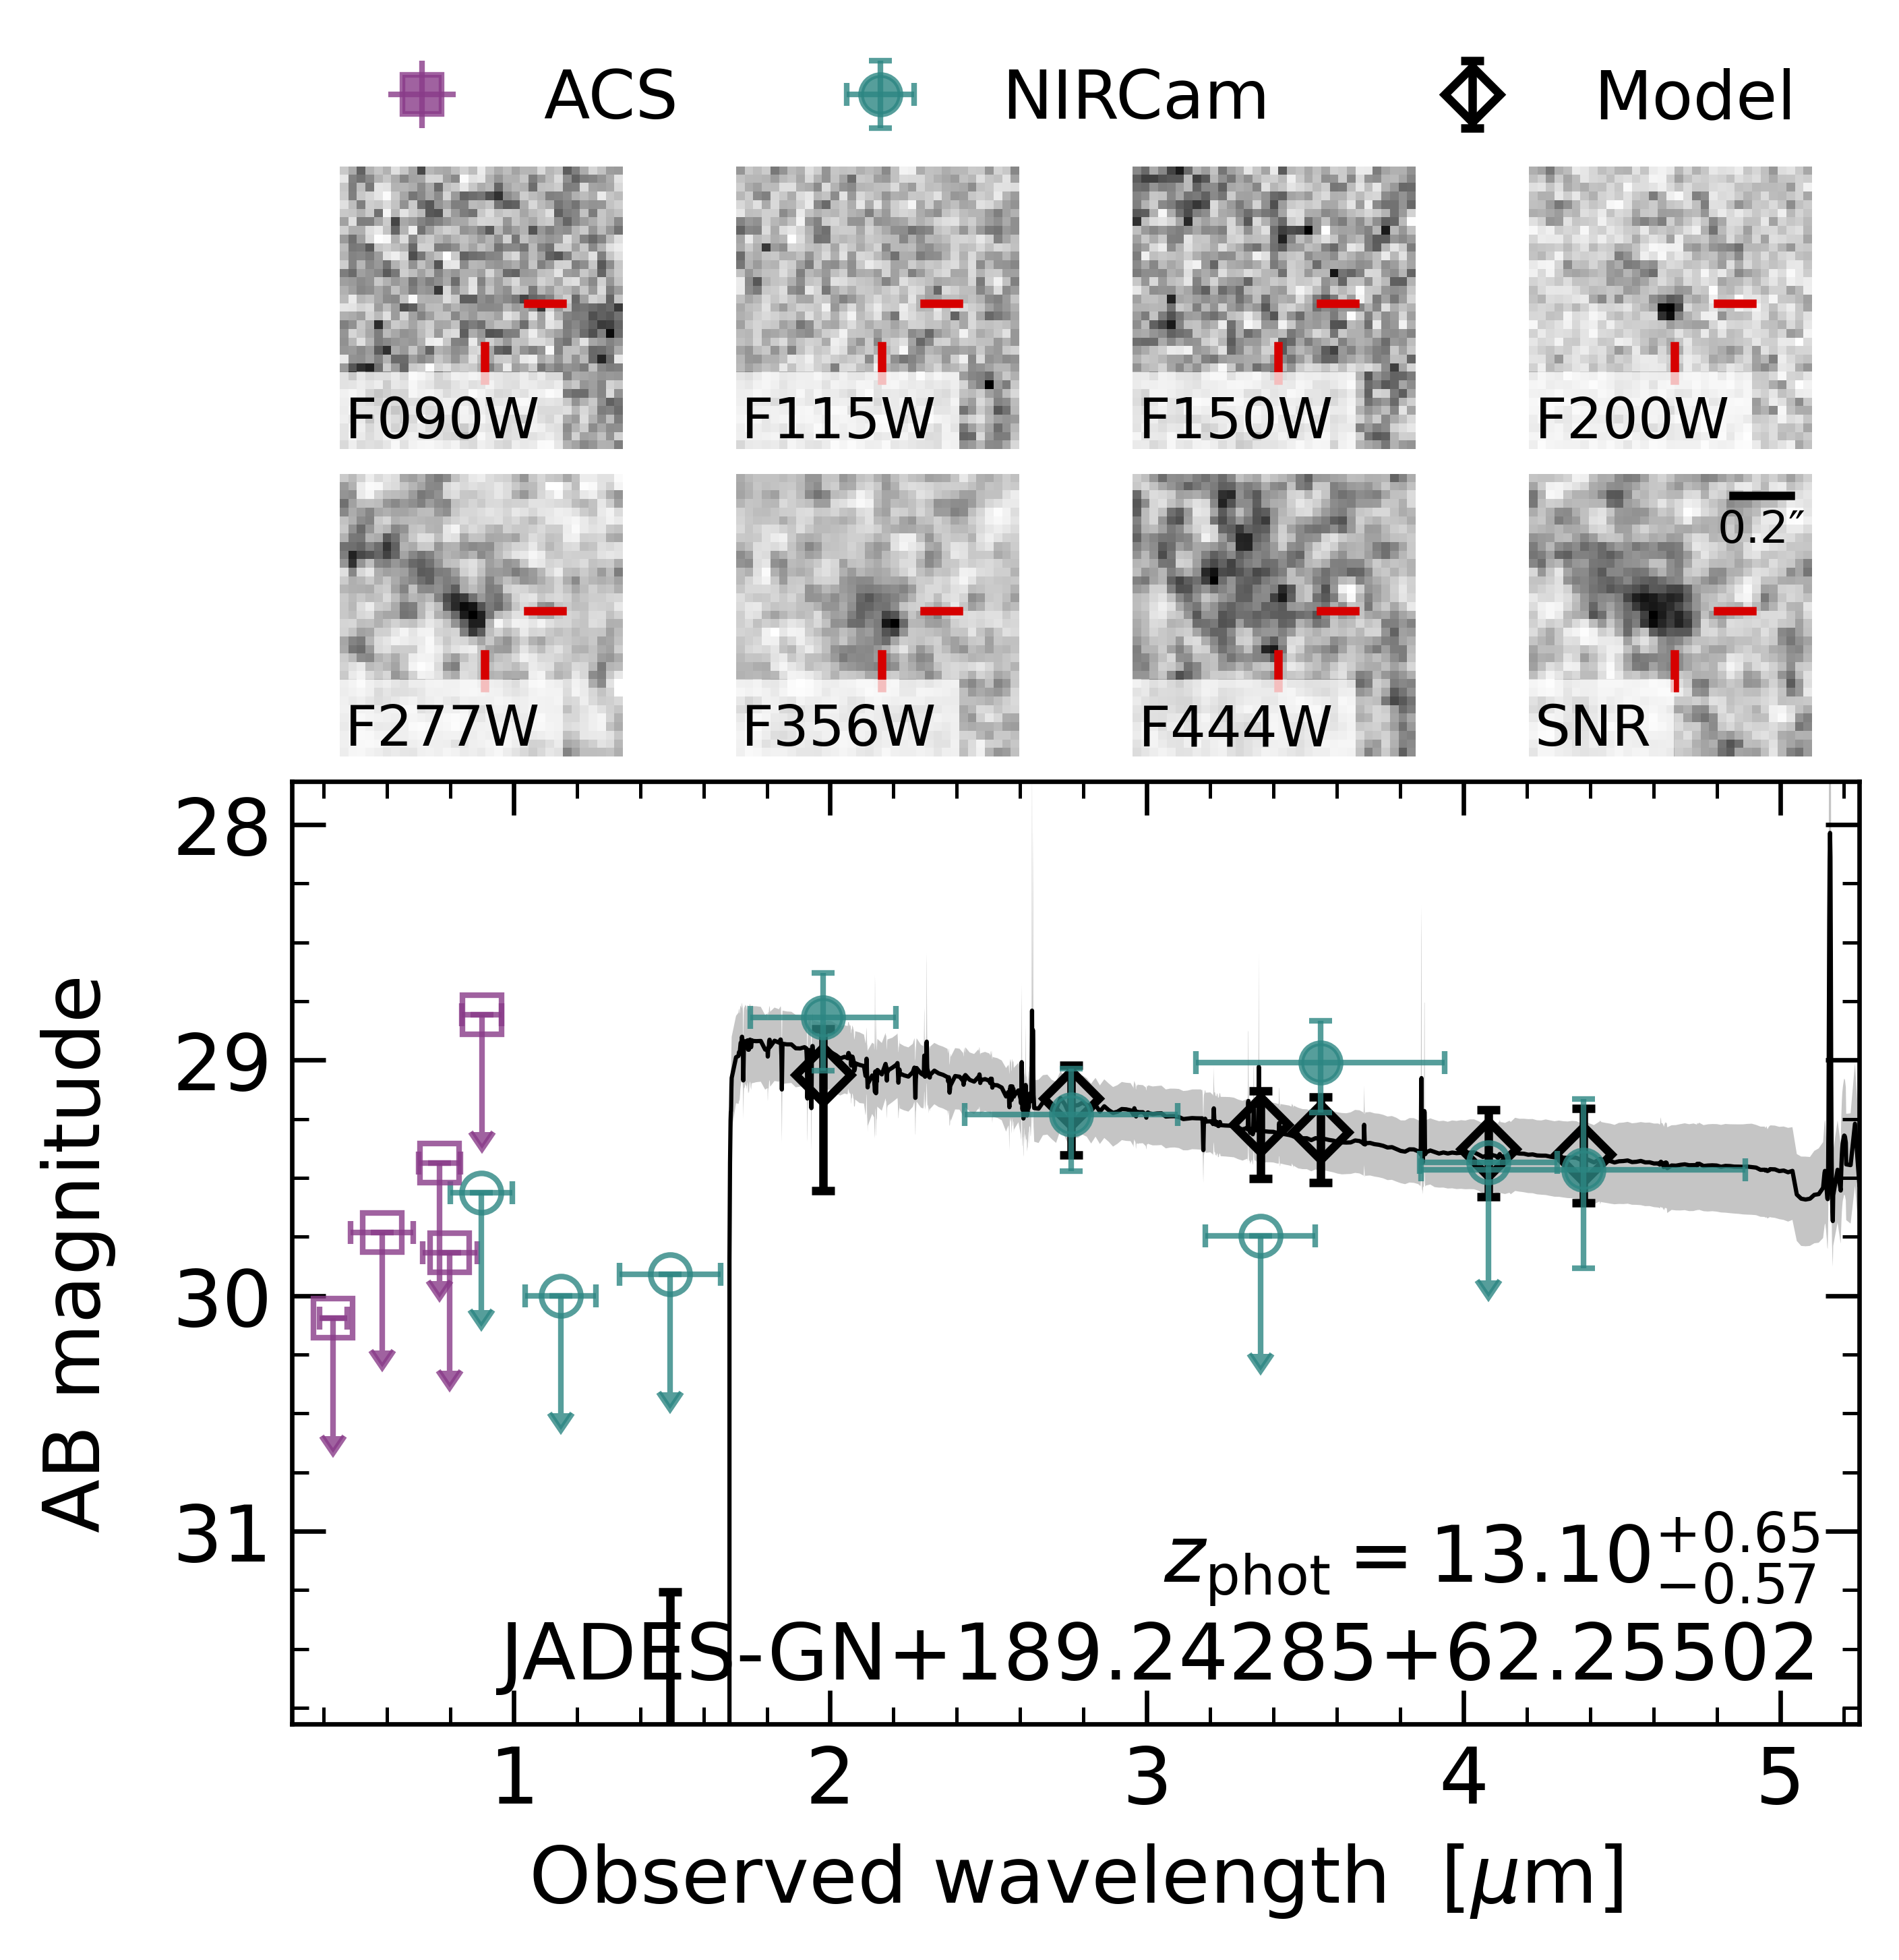 ACS NIRCam Model
F090W F115W F150W F200W
0.2″
F277W F356W F444W SNR
28
29
30
31
AB magnitude
z_phot = 13.10 +0.65 −0.57
JADES-GN+189.24285+62.25502
1 2 3 4 5
Observed wavelength [μm]